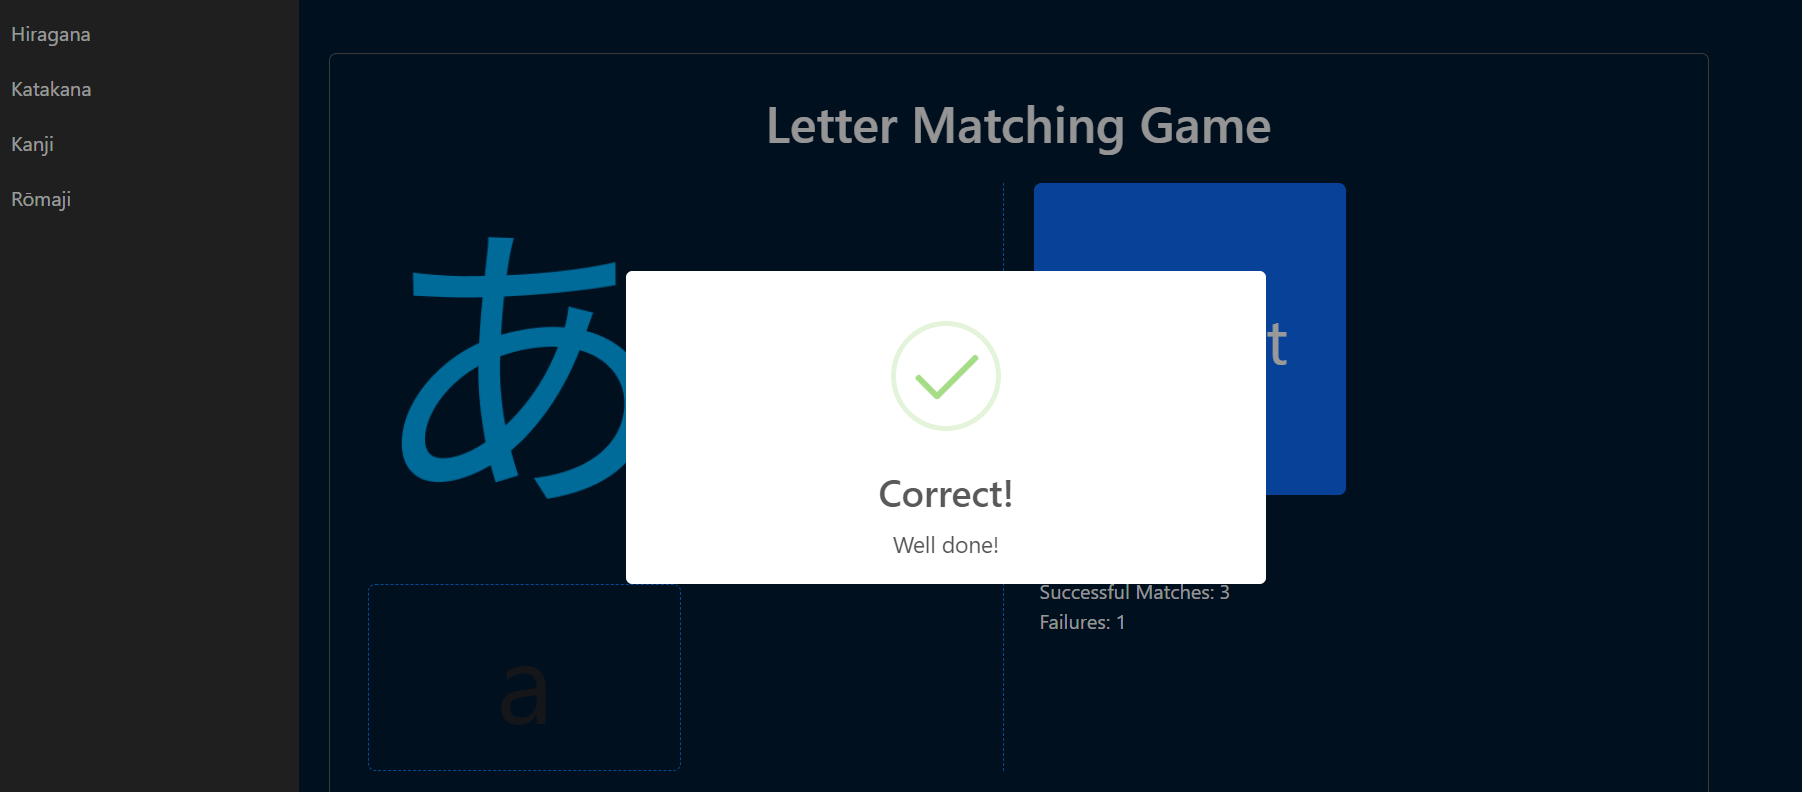 Hiragana
Katakana
Kanji
Rōmaji
Letter Matching Game
あ
Correct!
Well done!
Successful Matches: 3
Failures: 1
a